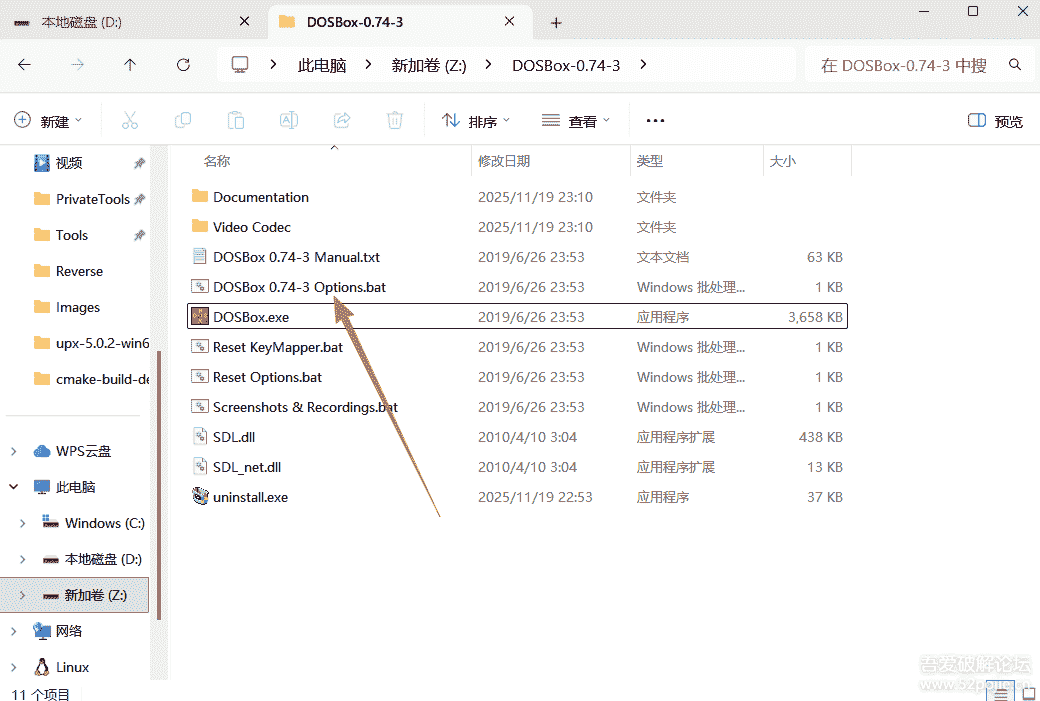 本地磁盘 (D:)
DOSBox-0.74-3
此电脑 新加卷 (Z:) DOSBox-0.74-3
在 DOSBox-0.74-3 中搜
新建 排序 查看 预览
名称 修改日期 类型 大小
视频
PrivateTools
Tools
Reverse
Images
upx-5.0.2-win6
cmake-build-de
WPS云盘
此电脑
Windows (C:)
本地磁盘 (D:)
新加卷 (Z:)
网络
Linux
Documentation 2025/11/19 23:10 文件夹
Video Codec 2025/11/19 23:10 文件夹
DOSBox 0.74-3 Manual.txt 2019/6/26 23:53 文本文档 63 KB
DOSBox 0.74-3 Options.bat 2019/6/26 23:53 Windows 批处理... 1 KB
DOSBox.exe 2019/6/26 23:53 应用程序 3,658 KB
Reset KeyMapper.bat 2019/6/26 23:53 Windows 批处理... 1 KB
Reset Options.bat 2019/6/26 23:53 Windows 批处理... 1 KB
Screenshots & Recordings.bat 2019/6/26 23:53 Windows 批处理... 1 KB
SDL.dll 2010/4/10 3:04 应用程序扩展 438 KB
SDL_net.dll 2010/4/10 3:04 应用程序扩展 13 KB
uninstall.exe 2025/11/19 22:53 应用程序 37 KB
11 个项目
吾爱破解论坛
www.52pojie.cn